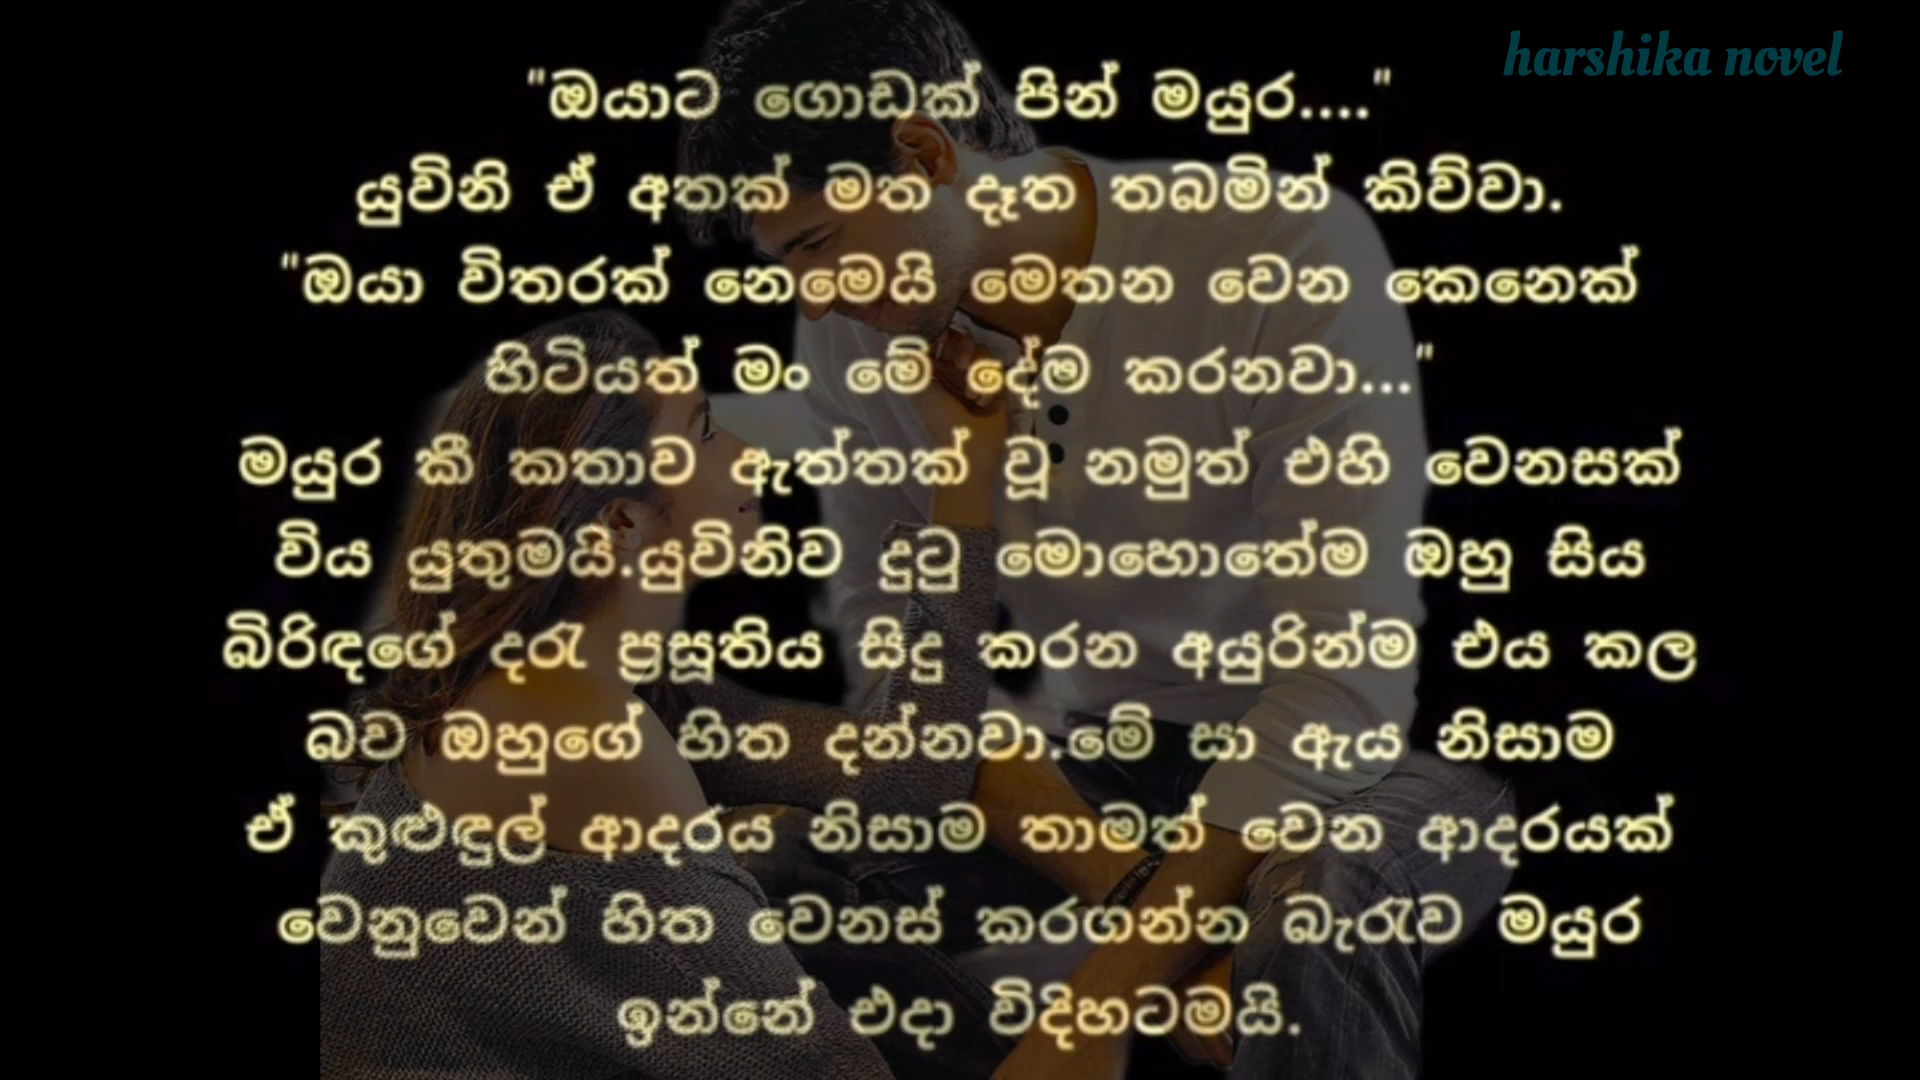 harshika novel
"ඔයාට ගොඩක් පින් මයුර...."
යුවිනි ඒ අතක් මත දෑත තබමින් කිව්වා.
"ඔයා විතරක් නෙමෙයි මෙතන වෙන කෙනෙක්
හිටියත් මං මේ දේම කරනවා..."
මයුර කී කතාව ඇත්තක් වූ නමුත් එහි වෙනසක්
විය යුතුමයි.යුවිනිව දුටු මොහොතේම ඔහු සිය
බිරිඳගේ දරැ ප්‍රසූතිය සිදු කරන අයුරින්ම එය කල
බව ඔහුගේ හිත දන්නවා.මේ සා ඇය නිසාම
ඒ කුළුඳුල් ආදරය නිසාම තාමත් වෙන ආදරයක්
වෙනුවෙන් හිත වෙනස් කරගන්න බැරැව මයුර
ඉන්නේ එදා විදිහටමයි.